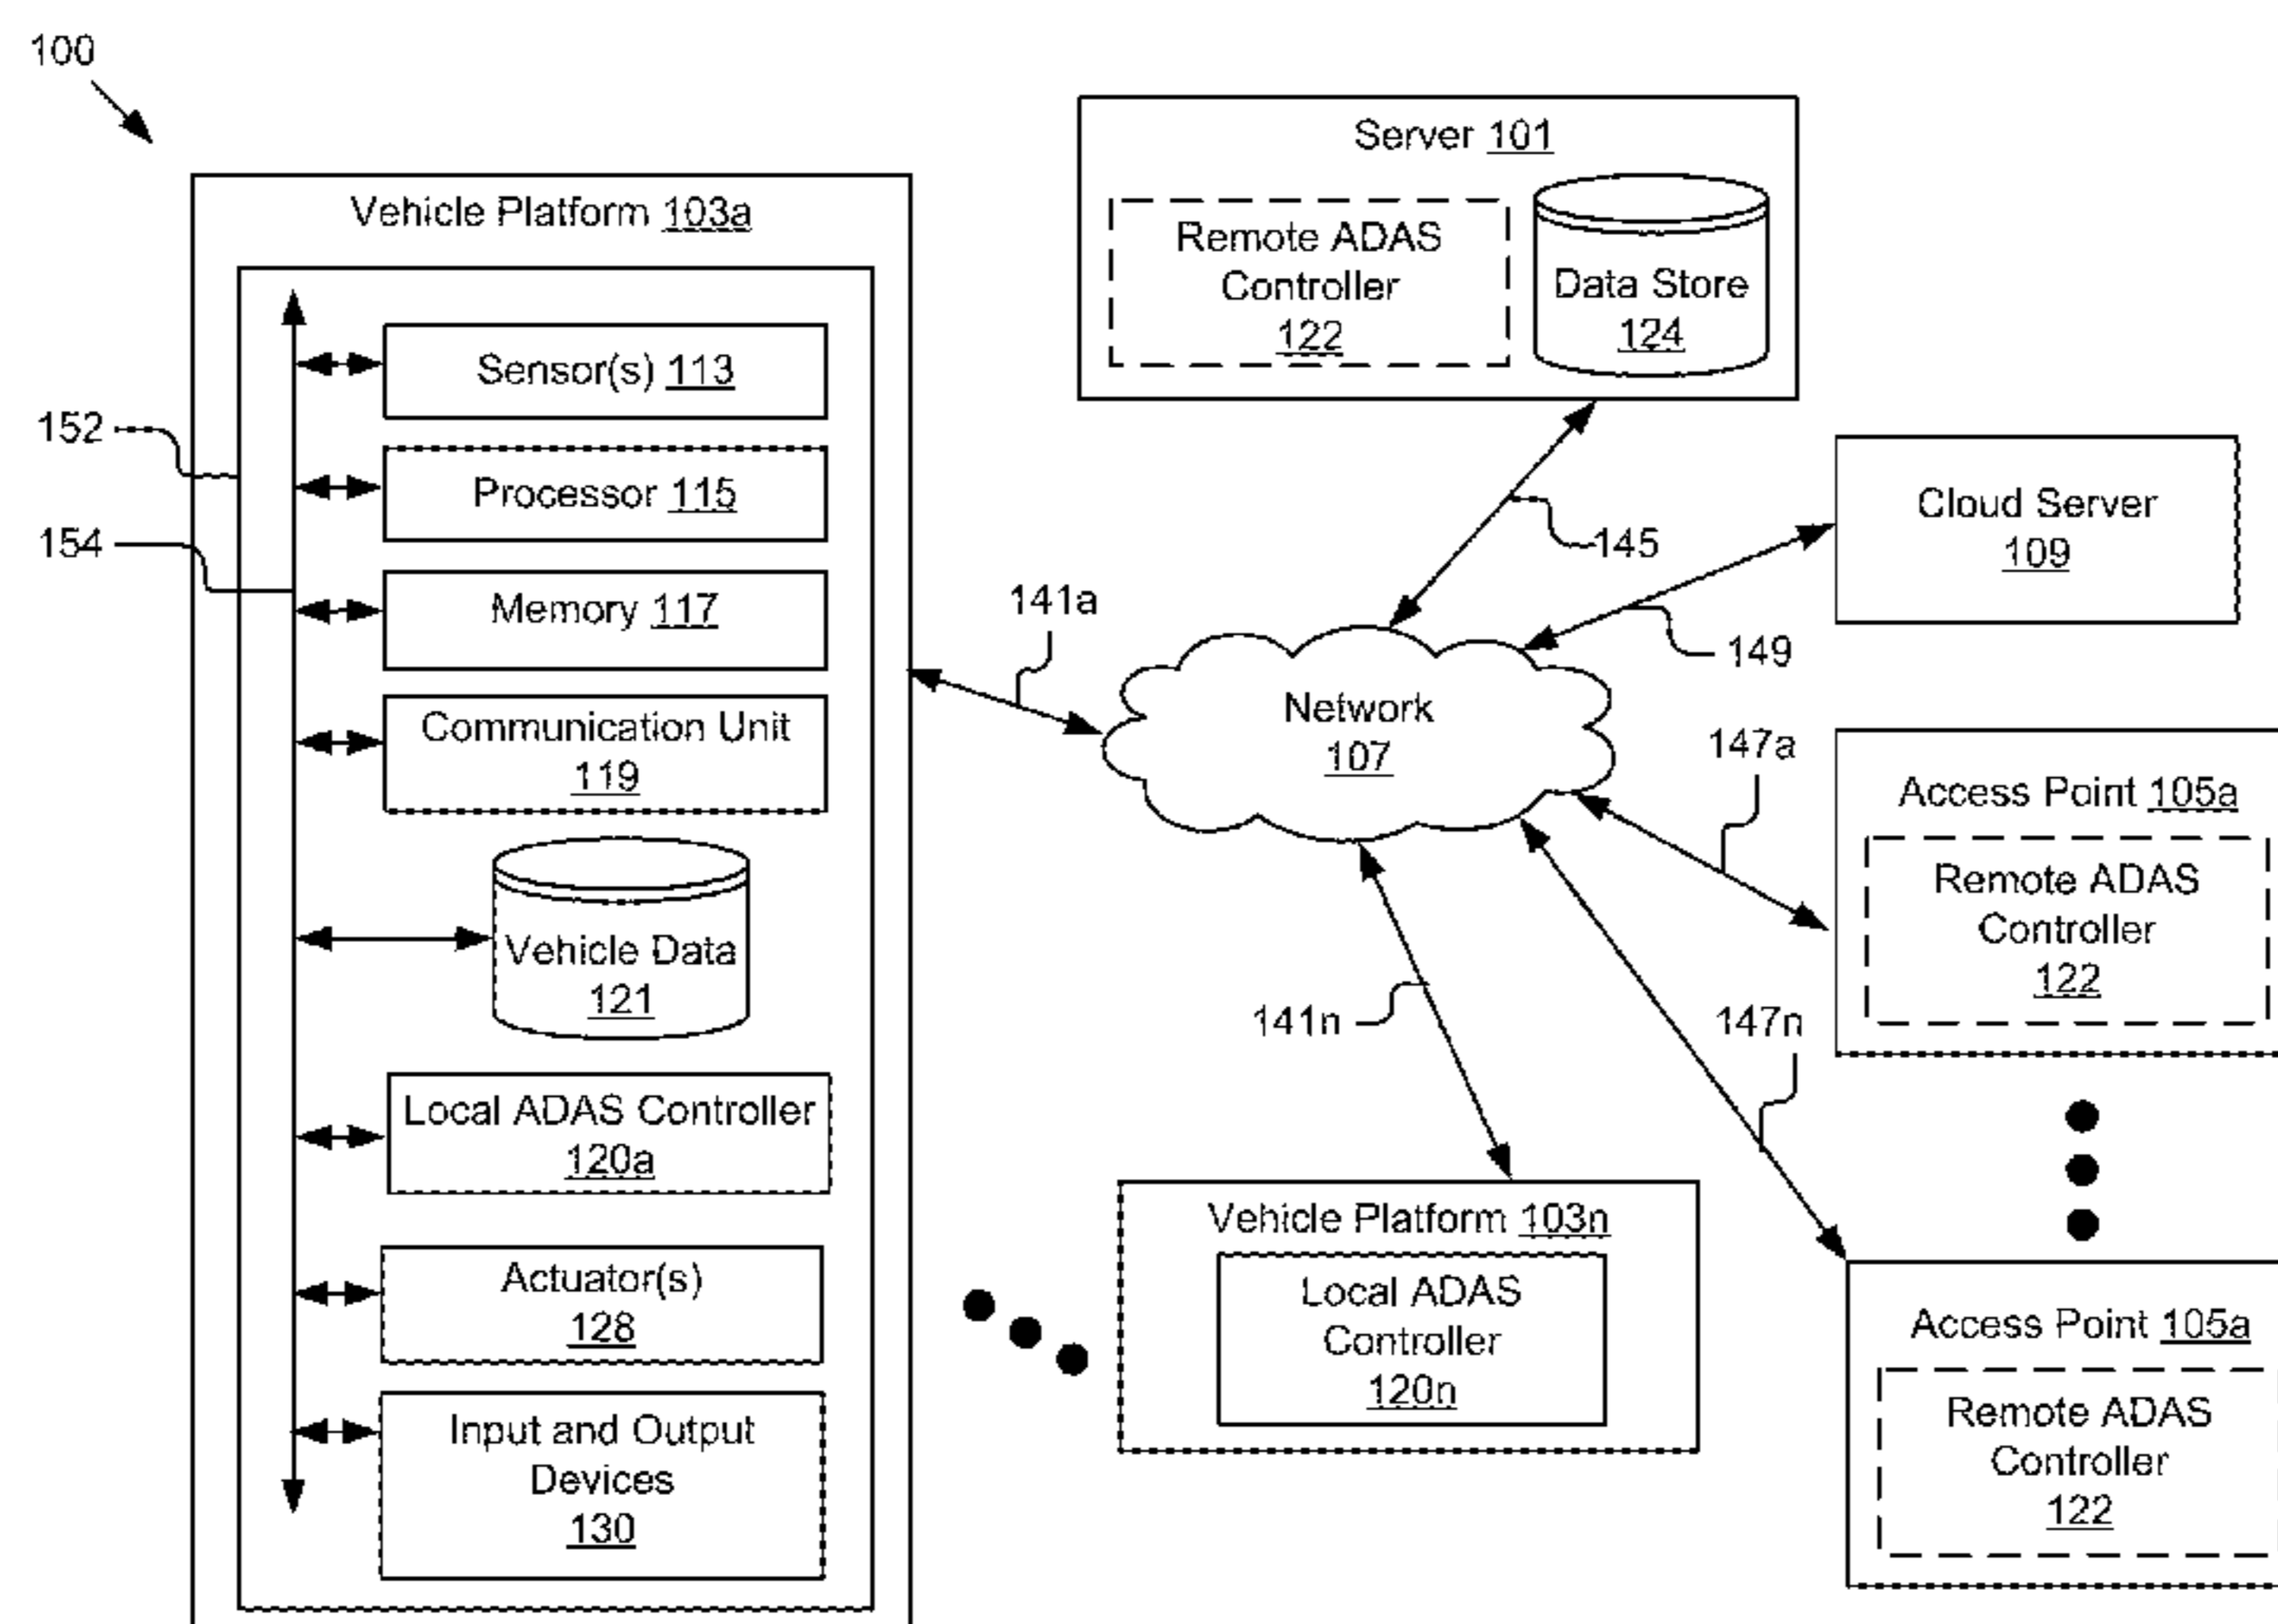 100
Vehicle Platform 103a
Sensor(s) 113
152
Processor 115
154
Memory 117
Communication Unit
119
Vehicle Data
121
Local ADAS Controller
120a
Actuator(s)
128
Input and Output
Devices
130
Server 101
Remote ADAS
Controller
122
Data Store
124
145
Cloud Server
109
149
141a
Network
107
147a
Access Point 105a
Remote ADAS
Controller
122
141n
147n
Vehicle Platform 103n
Local ADAS
Controller
120n
Access Point 105a
Remote ADAS
Controller
122